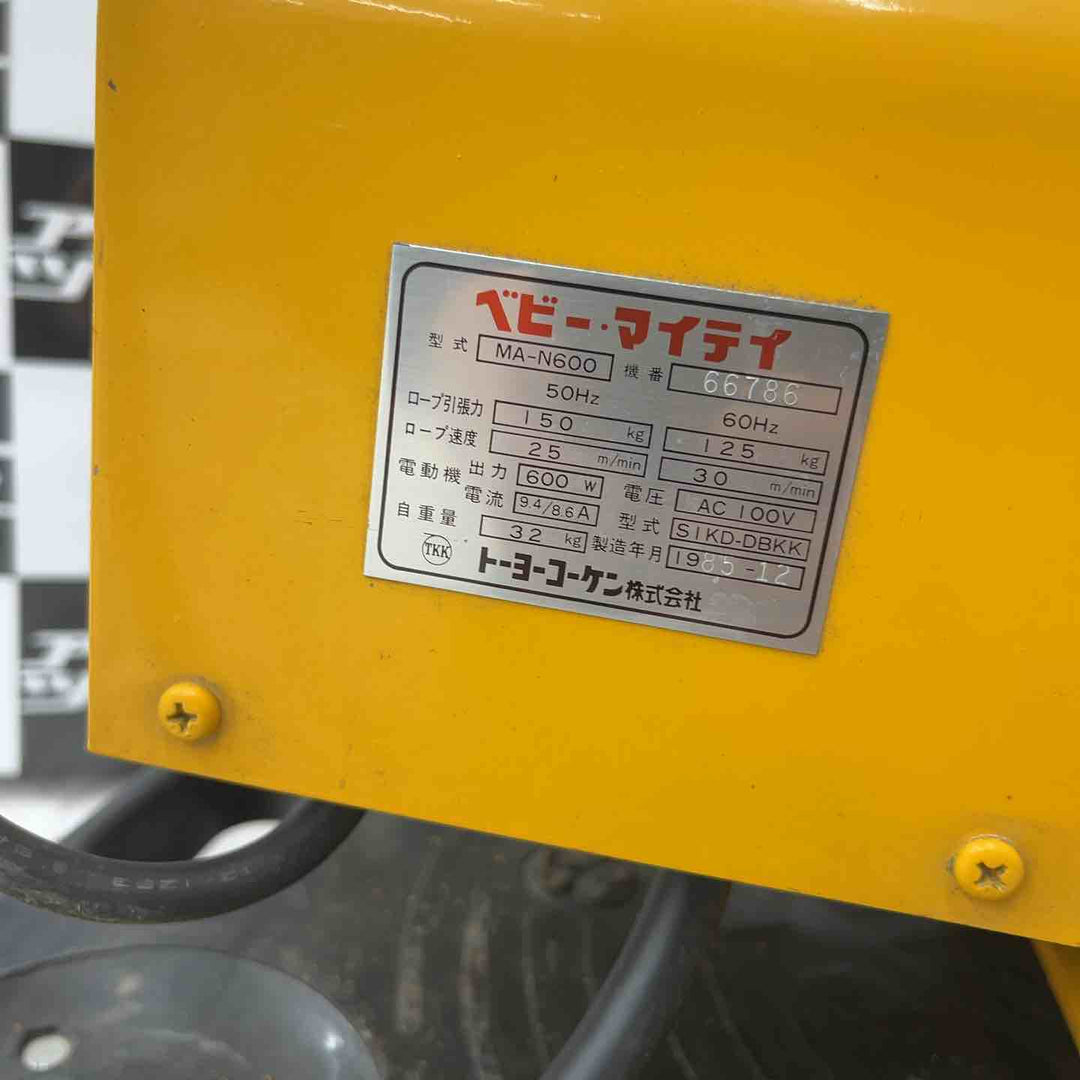 ベビー・マイティ
型式 MA-N600 機番 66786
50Hz 60Hz
ロープ引張力 150 kg 125 kg
ロープ速度 25 m/min 30 m/min
電動機 出力 600 W 電圧 AC 100V
電流 9.4/8.6A 型式 S1KD-DBKK
自重量 32 kg 製造年月 1985-12
TKK トーヨーコーケン株式会社